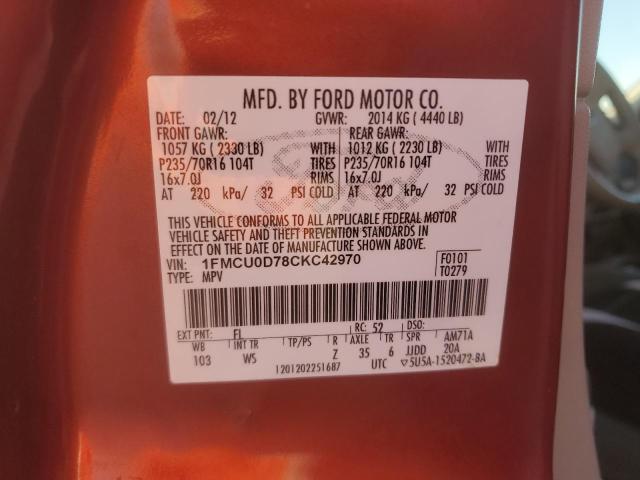 MFD. BY FORD MOTOR CO.
DATE: 02/12 GVWR: 2014 KG ( 4440 LB)
FRONT GAWR: REAR GAWR:
1057 KG ( 2330 LB) WITH 1012 KG ( 2230 LB) WITH
P235/70R16 104T TIRES P235/70R16 104T TIRES
16x7.0J RIMS 16x7.0J RIMS
AT 220 kPa/ 32 PSI COLD AT 220 kPa/ 32 PSI COLD
THIS VEHICLE CONFORMS TO ALL APPLICABLE FEDERAL MOTOR
VEHICLE SAFETY AND THEFT PREVENTION STANDARDS IN
EFFECT ON THE DATE OF MANUFACTURE SHOWN ABOVE.
VIN: 1FMCU0D78CKC42970 F0101
TYPE: MPV T0279
EXT PNT: FI RC: 52 DSO:
WB INT TR TP/PS R AXLE TR SPR AM71A
103 WS Z 35 6 JJDD 20A
1201202251687 UTC ▽5U5A-1520472-BA
Ford